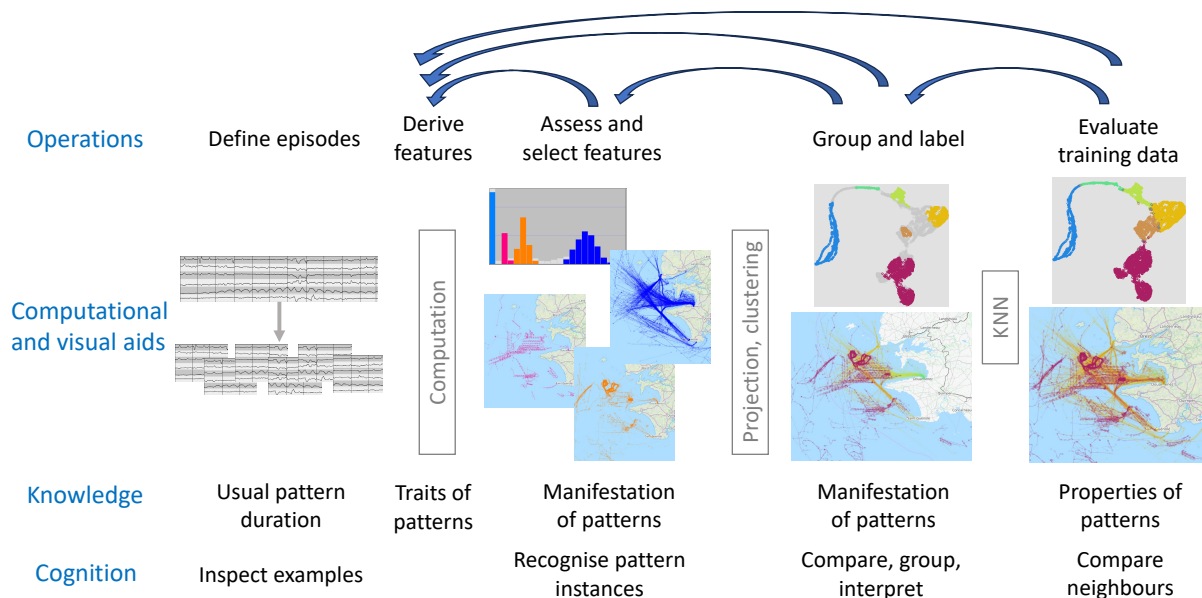 Operations
Define episodes
Derive
features
Assess and
select features
Group and label
Evaluate
training data
Computational
and visual aids
Computation
Projection, clustering
KNN
Knowledge
Usual pattern
duration
Traits of
patterns
Manifestation
of patterns
Manifestation
of patterns
Properties of
patterns
Cognition
Inspect examples
Recognise pattern
instances
Compare, group,
interpret
Compare
neighbours